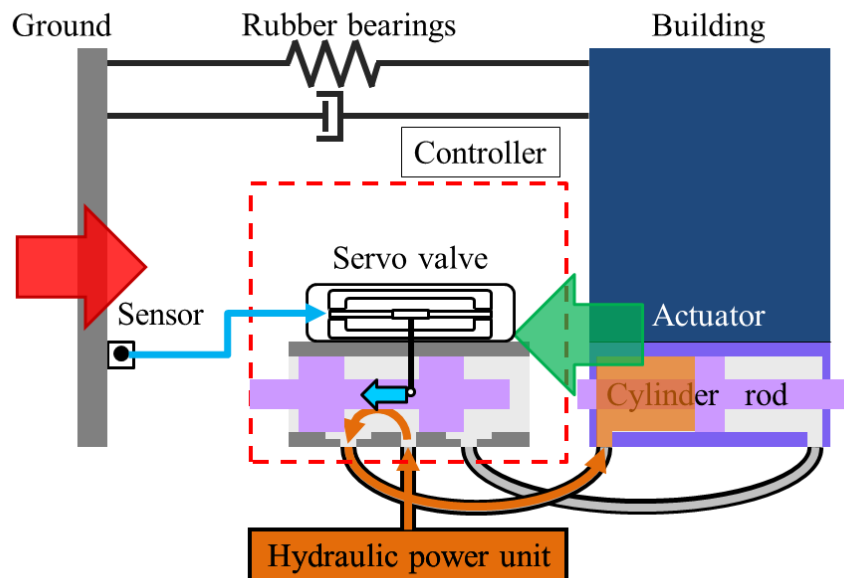 Ground
Rubber bearings
Building
Controller
Servo valve
Sensor
Actuator
Cylinder rod
Hydraulic power unit